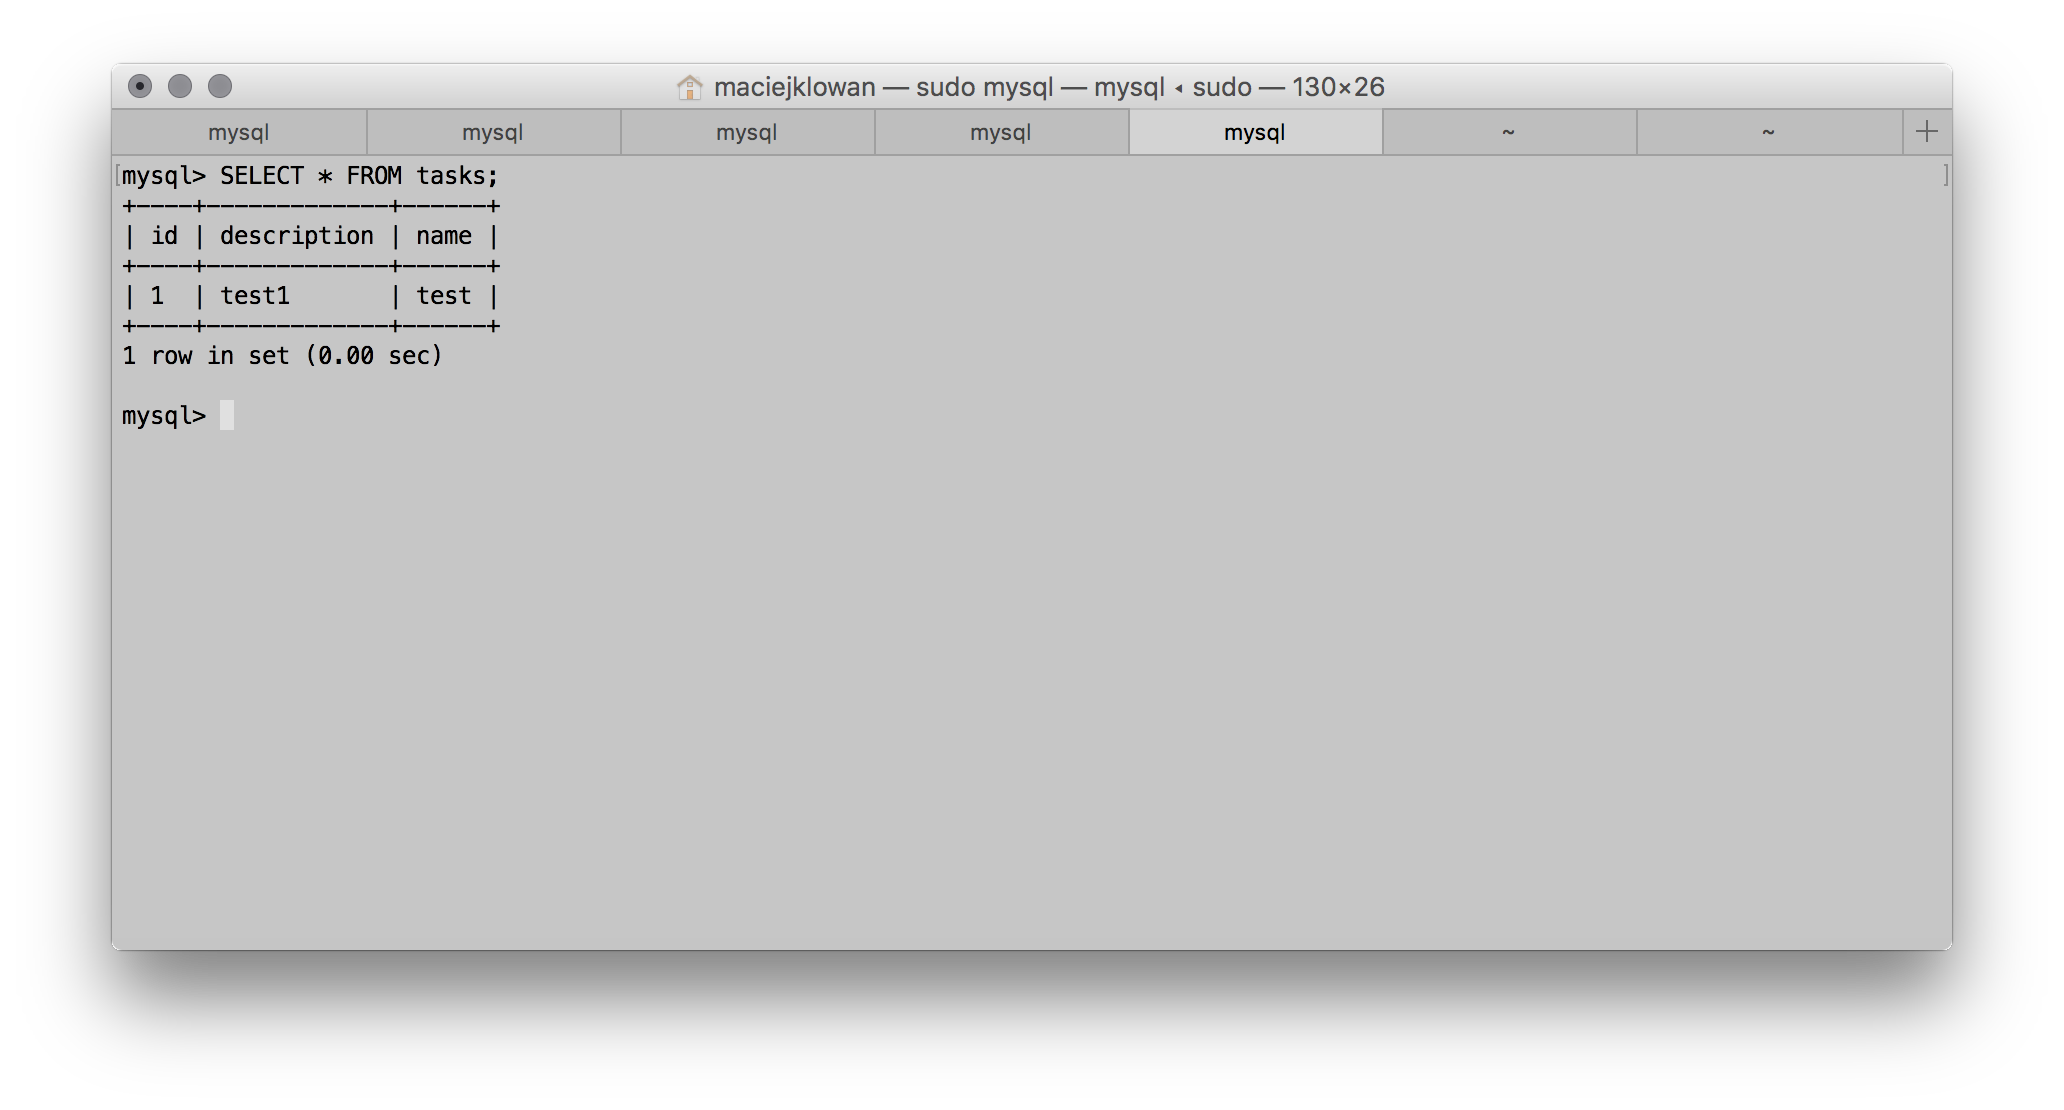 maciejklowan — sudo mysql — mysql ◂ sudo — 130×26
mysql mysql mysql mysql mysql ~ ~ +
[mysql> SELECT * FROM tasks; ]
+----+-------------+------+
| id | description | name |
+----+-------------+------+
| 1  | test1       | test |
+----+-------------+------+
1 row in set (0.00 sec)
mysql>